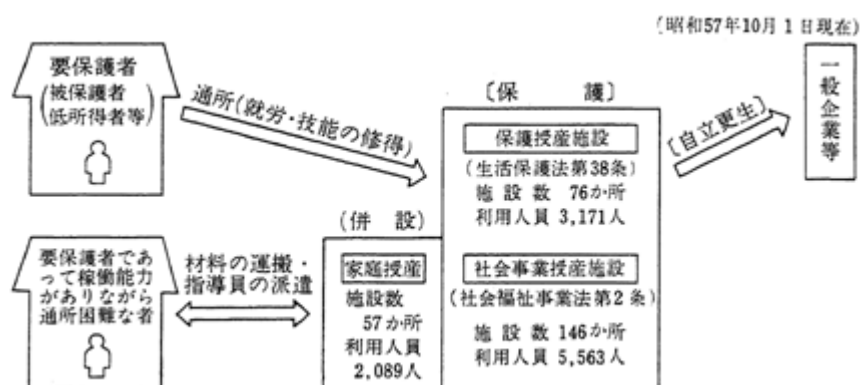 (昭和57年10月1日現在)
要保護者
(被保護者
低所得者等)
通所(就労・技能の修得)
〔保 護〕
保護授産施設
(生活保護法第38条)
施設数 76か所
利用人員 3,171人
〔自立更生〕
一般企業等
(併 設)
要保護者であ
って稼働能力
がありながら
通所困難な者
材料の運搬・
指導員の派遣
家庭授産
施設数
57か所
利用人員
2,089人
社会事業授産施設
(社会福祉事業法第2条)
施設数 146か所
利用人員 5,563人